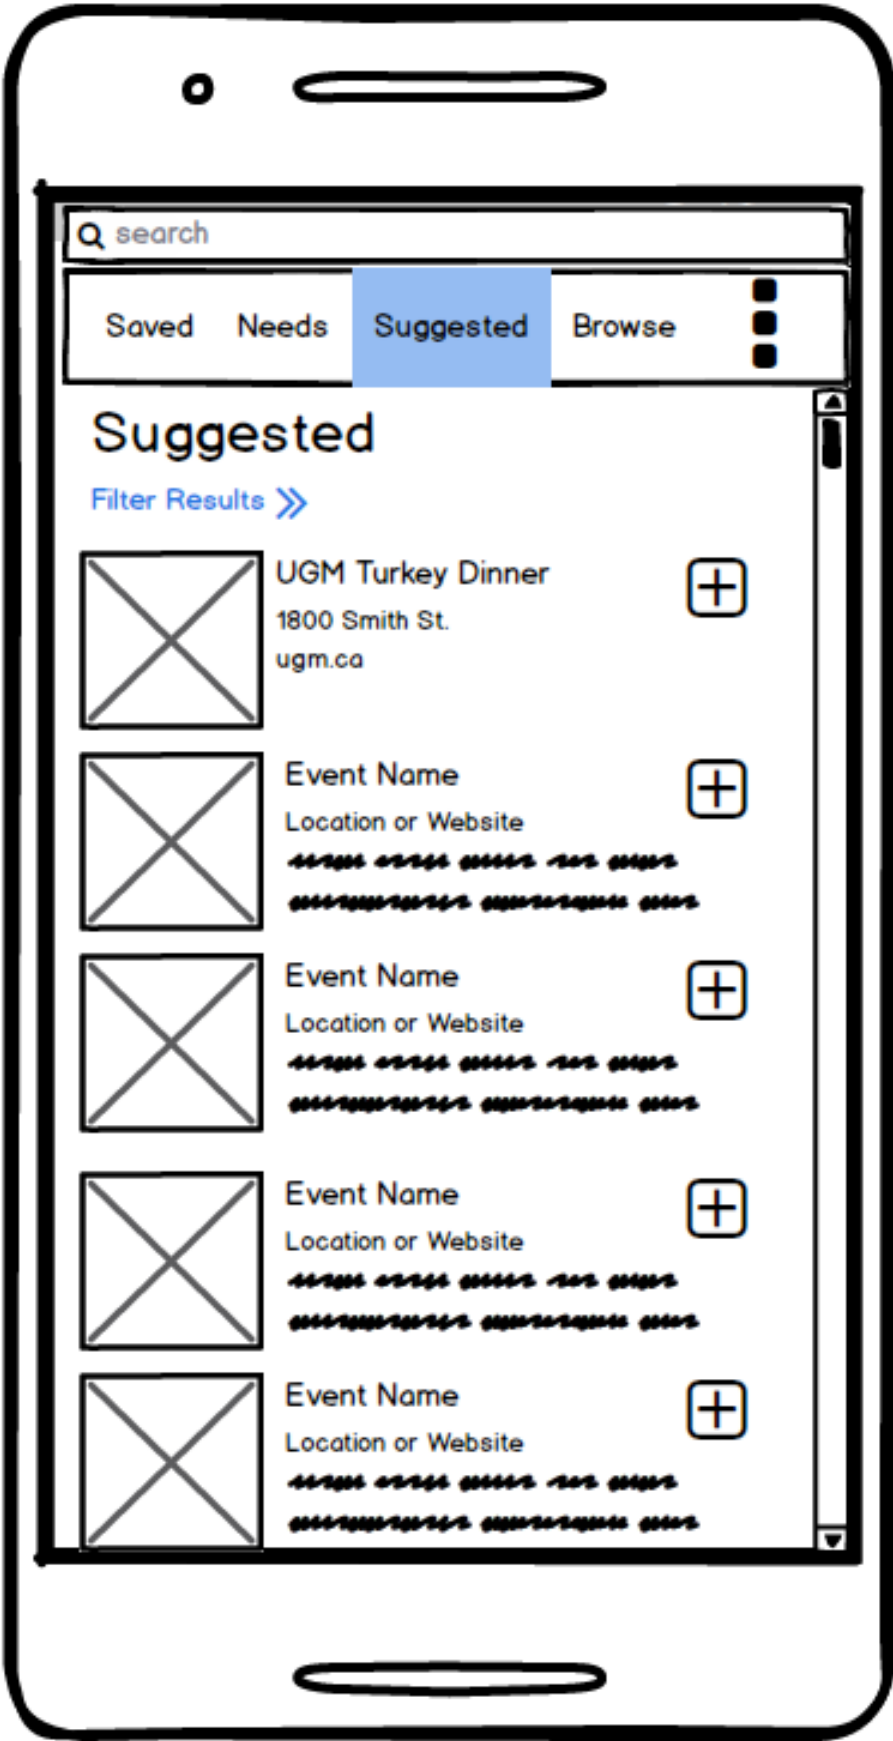 search
Saved Needs Suggested Browse
Suggested
Filter Results
UGM Turkey Dinner
1800 Smith St.
ugm.ca
Event Name
Location or Website
Event Name
Location or Website
Event Name
Location or Website
Event Name
Location or Website